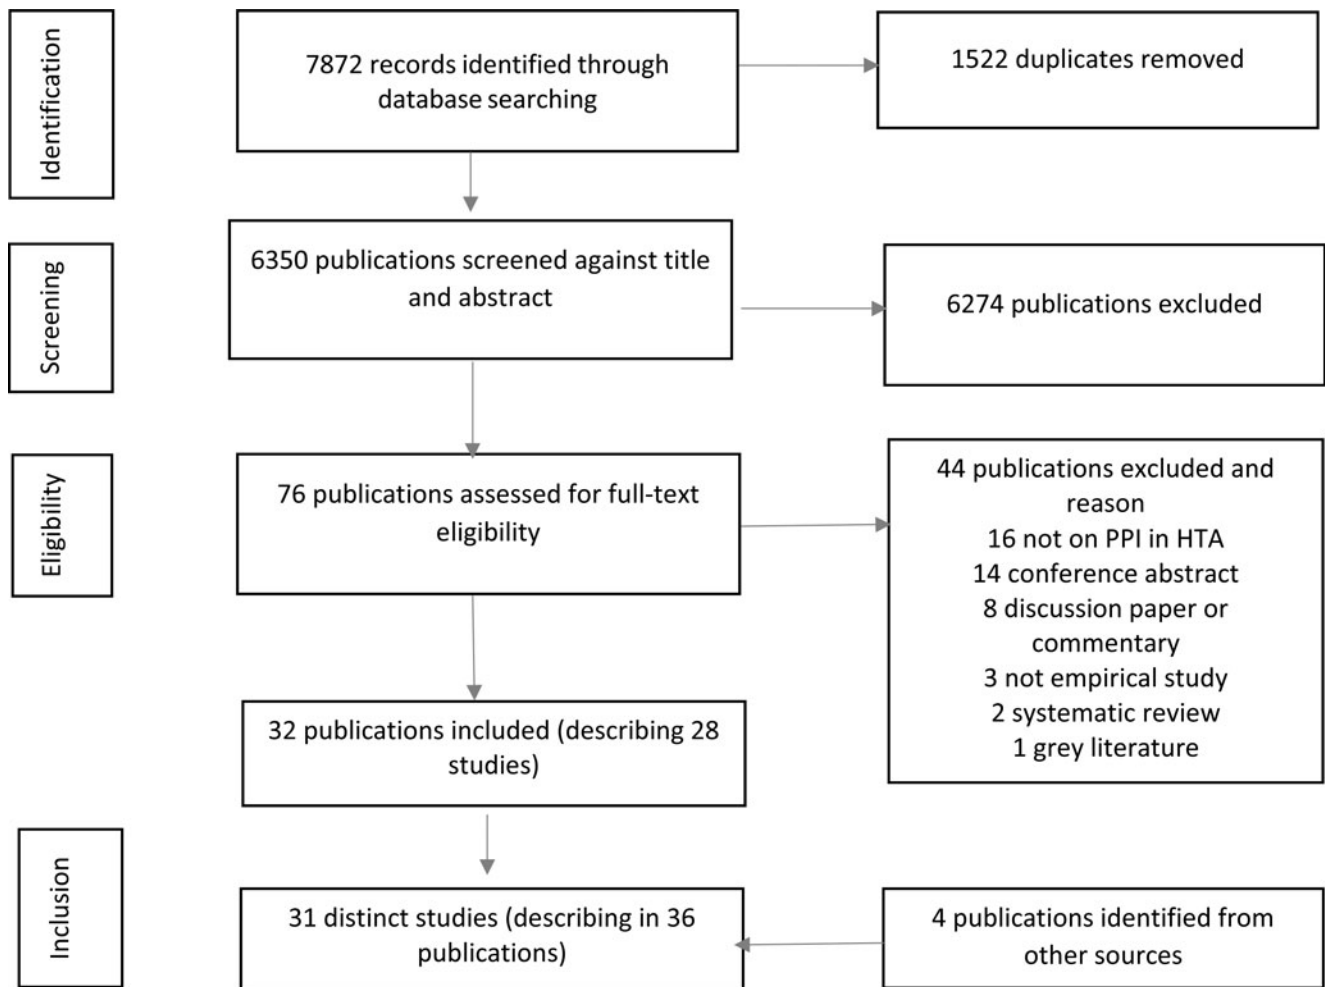 Identification
7872 records identified through
database searching
1522 duplicates removed
Screening
6350 publications screened against title
and abstract
6274 publications excluded
Eligibility
76 publications assessed for full-text
eligibility
44 publications excluded and
reason
16 not on PPI in HTA
14 conference abstract
8 discussion paper or
commentary
3 not empirical study
2 systematic review
1 grey literature
32 publications included (describing 28
studies)
Inclusion
31 distinct studies (describing in 36
publications)
4 publications identified from
other sources